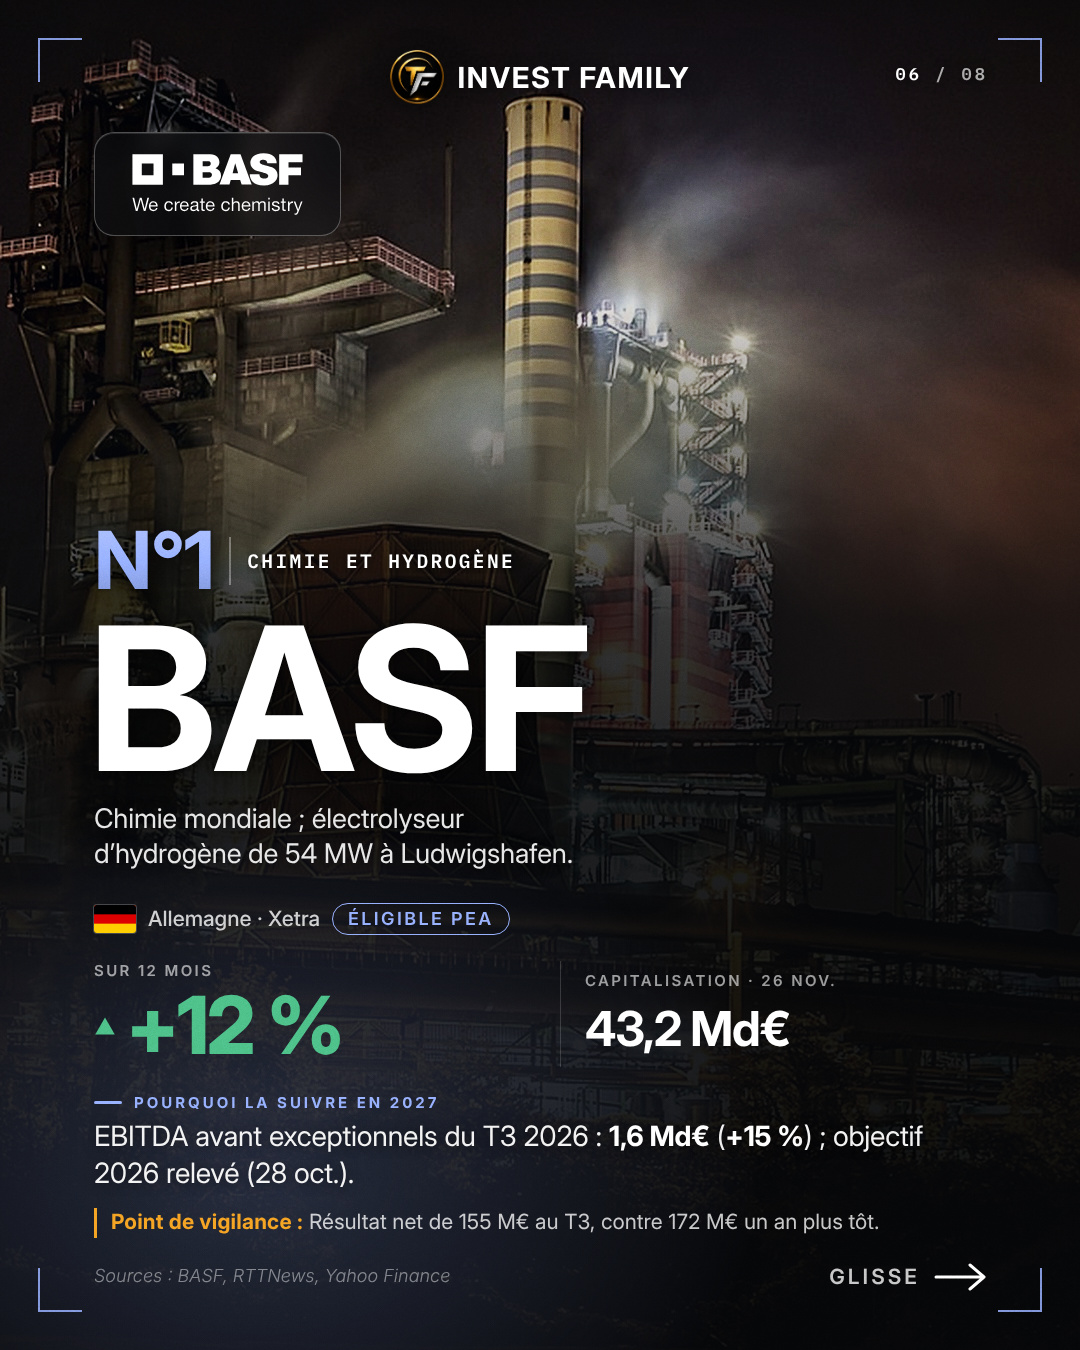 INVEST FAMILY
06 / 08
BASF
We create chemistry
N°1
CHIMIE ET HYDROGÈNE
BASF
Chimie mondiale ; électrolyseur
d’hydrogène de 54 MW à Ludwigshafen.
Allemagne · Xetra
ÉLIGIBLE PEA
SUR 12 MOIS
▲ +12 %
CAPITALISATION · 26 NOV.
43,2 Md€
POURQUOI LA SUIVRE EN 2027
EBITDA avant exceptionnels du T3 2026 : 1,6 Md€ (+15 %) ; objectif
2026 relevé (28 oct.).
Point de vigilance : Résultat net de 155 M€ au T3, contre 172 M€ un an plus tôt.
Sources : BASF, RTTNews, Yahoo Finance
GLISSE